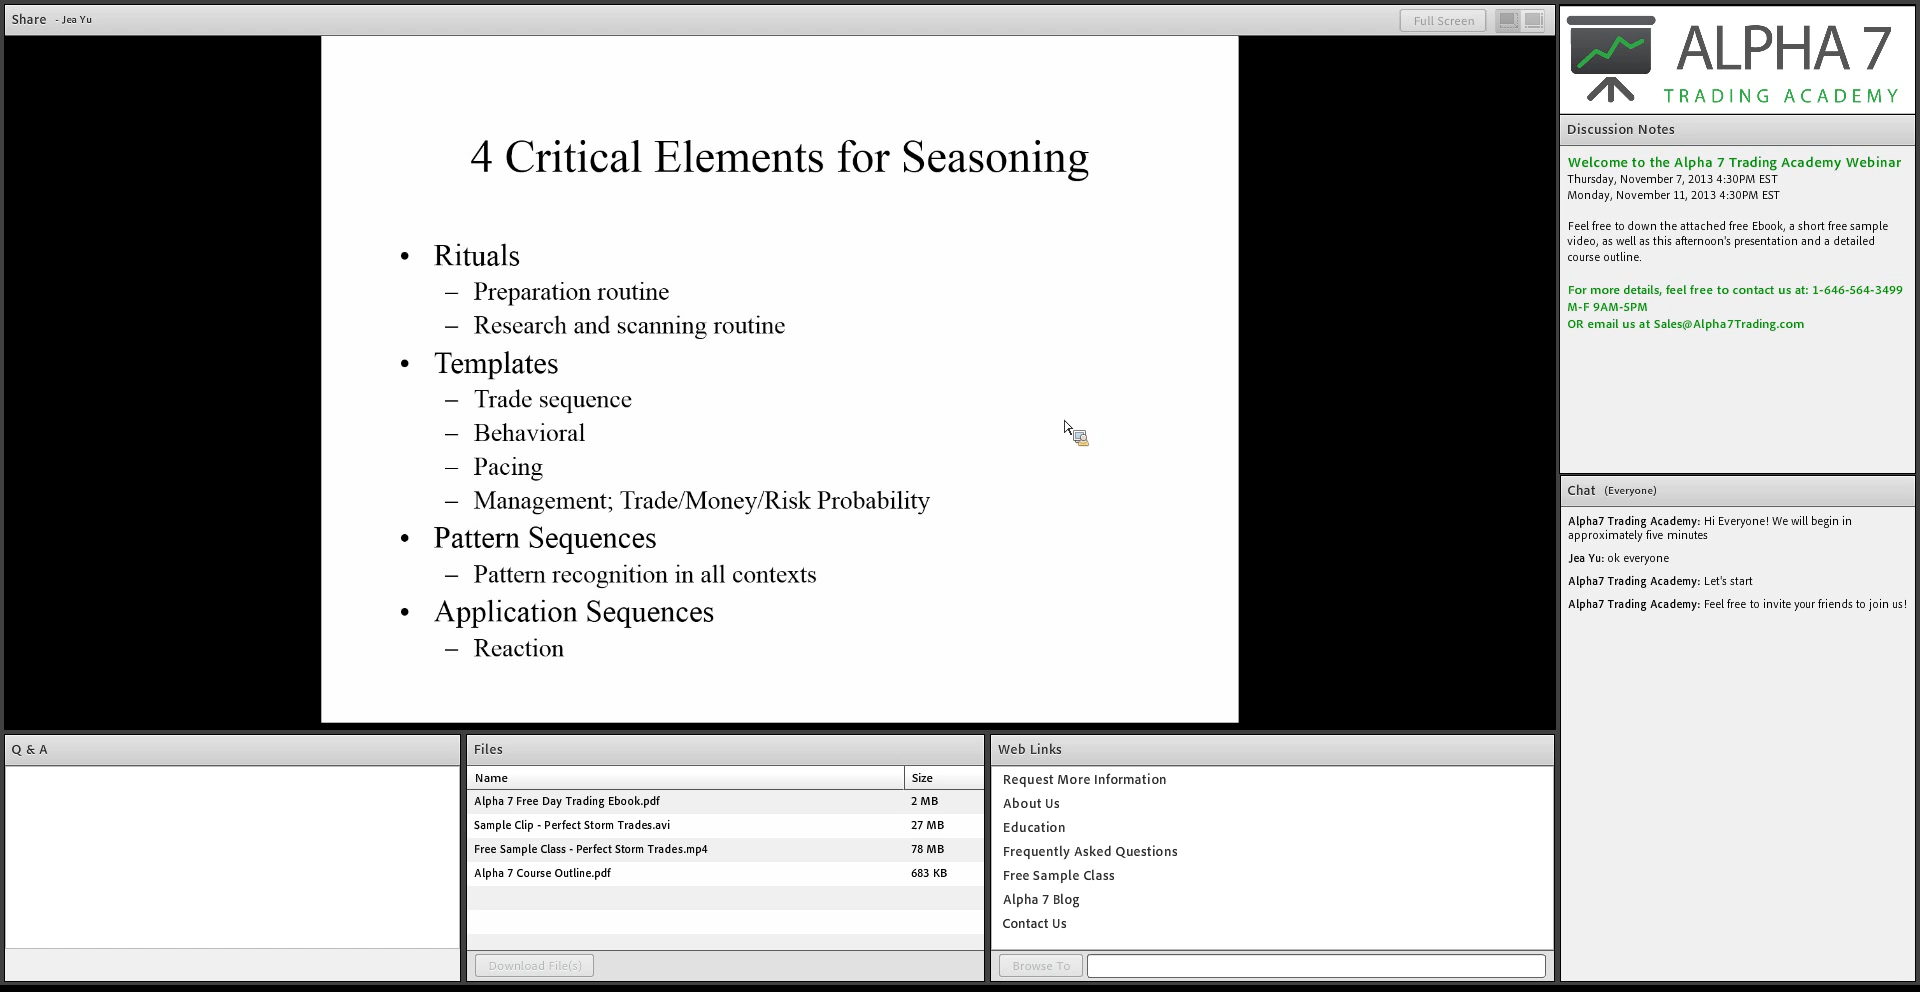 Share - Jea Yu
Full Screen
4 Critical Elements for Seasoning
• Rituals
– Preparation routine
– Research and scanning routine
• Templates
– Trade sequence
– Behavioral
– Pacing
– Management; Trade/Money/Risk Probability
• Pattern Sequences
– Pattern recognition in all contexts
• Application Sequences
– Reaction
ALPHA 7
TRADING ACADEMY
Discussion Notes
Welcome to the Alpha 7 Trading Academy Webinar
Thursday, November 7, 2013 4:30PM EST
Monday, November 11, 2013 4:30PM EST
Feel free to down the attached free Ebook, a short free sample
video, as well as this afternoon's presentation and a detailed
course outline.
For more details, feel free to contact us at: 1-646-564-3499
M-F 9AM-5PM
OR email us at Sales@Alpha7Trading.com
Chat (Everyone)
Alpha7 Trading Academy: Hi Everyone! We will begin in
approximately five minutes
Jea Yu: ok everyone
Alpha7 Trading Academy: Let's start
Alpha7 Trading Academy: Feel free to invite your friends to join us!
Q & A
Files
Name Size
Alpha 7 Free Day Trading Ebook.pdf 2 MB
Sample Clip - Perfect Storm Trades.avi 27 MB
Free Sample Class - Perfect Storm Trades.mp4 78 MB
Alpha 7 Course Outline.pdf 683 KB
Download File(s)
Web Links
Request More Information
About Us
Education
Frequently Asked Questions
Free Sample Class
Alpha 7 Blog
Contact Us
Browse To